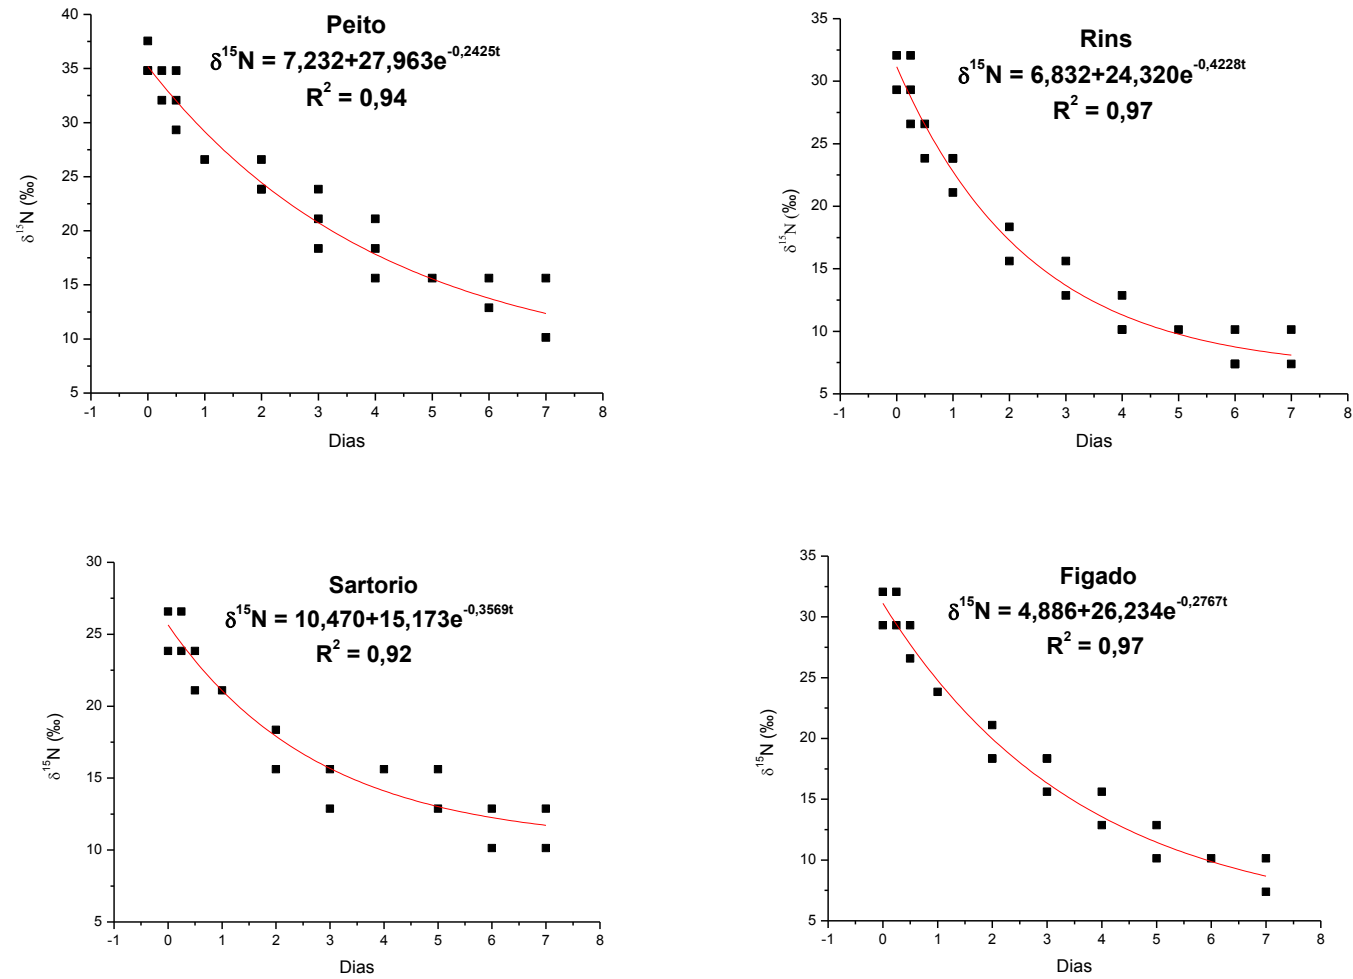 Peito
δ¹⁵N = 7,232+27,963e^-0,2425t
R² = 0,94
40
35
30
25
20
15
10
5
δ¹⁵N (‰)
-1 0 1 2 3 4 5 6 7 8
Dias
Rins
δ¹⁵N = 6,832+24,320e^-0,4228t
R² = 0,97
35
30
25
20
15
10
5
δ¹⁵N (‰)
-1 0 1 2 3 4 5 6 7 8
Dias
Sartorio
δ¹⁵N = 10,470+15,173e^-0,3569t
R² = 0,92
30
25
20
15
10
5
δ¹⁵N (‰)
-1 0 1 2 3 4 5 6 7 8
Dias
Figado
δ¹⁵N = 4,886+26,234e^-0,2767t
R² = 0,97
35
30
25
20
15
10
5
δ¹⁵N (‰)
-1 0 1 2 3 4 5 6 7 8
Dias